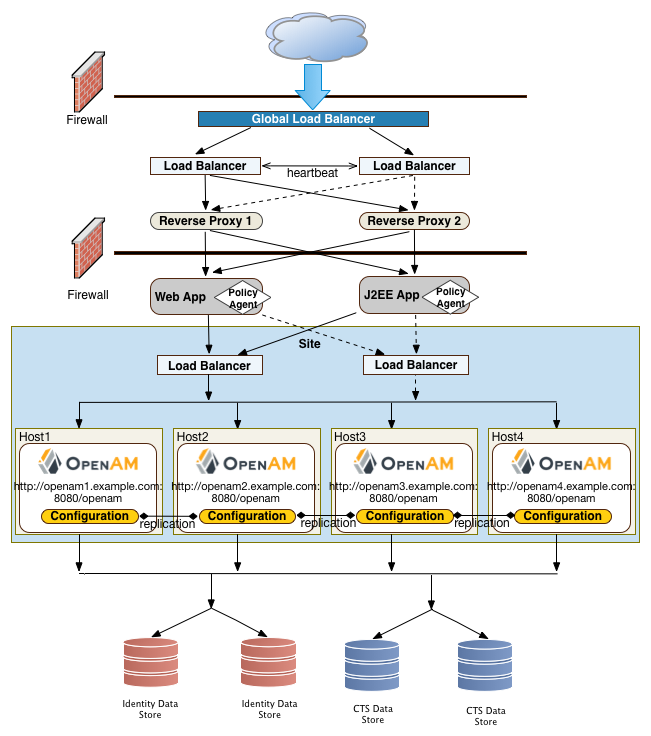 Firewall
Global Load Balancer
Load Balancer
heartbeat
Load Balancer
Reverse Proxy 1
Reverse Proxy 2
Firewall
Web App
Policy
Agent
J2EE App
Policy
Agent
Site
Load Balancer
Load Balancer
Host1
OpenAM
http://openam1.example.com:
8080/openam
Configuration
replication
Host2
OpenAM
http://openam2.example.com:
8080/openam
Configuration
replication
Host3
OpenAM
http://openam3.example.com:
8080/openam
Configuration
replication
Host4
OpenAM
http://openam4.example.com:
8080/openam
Configuration
Identity Data
Store
Identity Data
Store
CTS Data
Store
CTS Data
Store